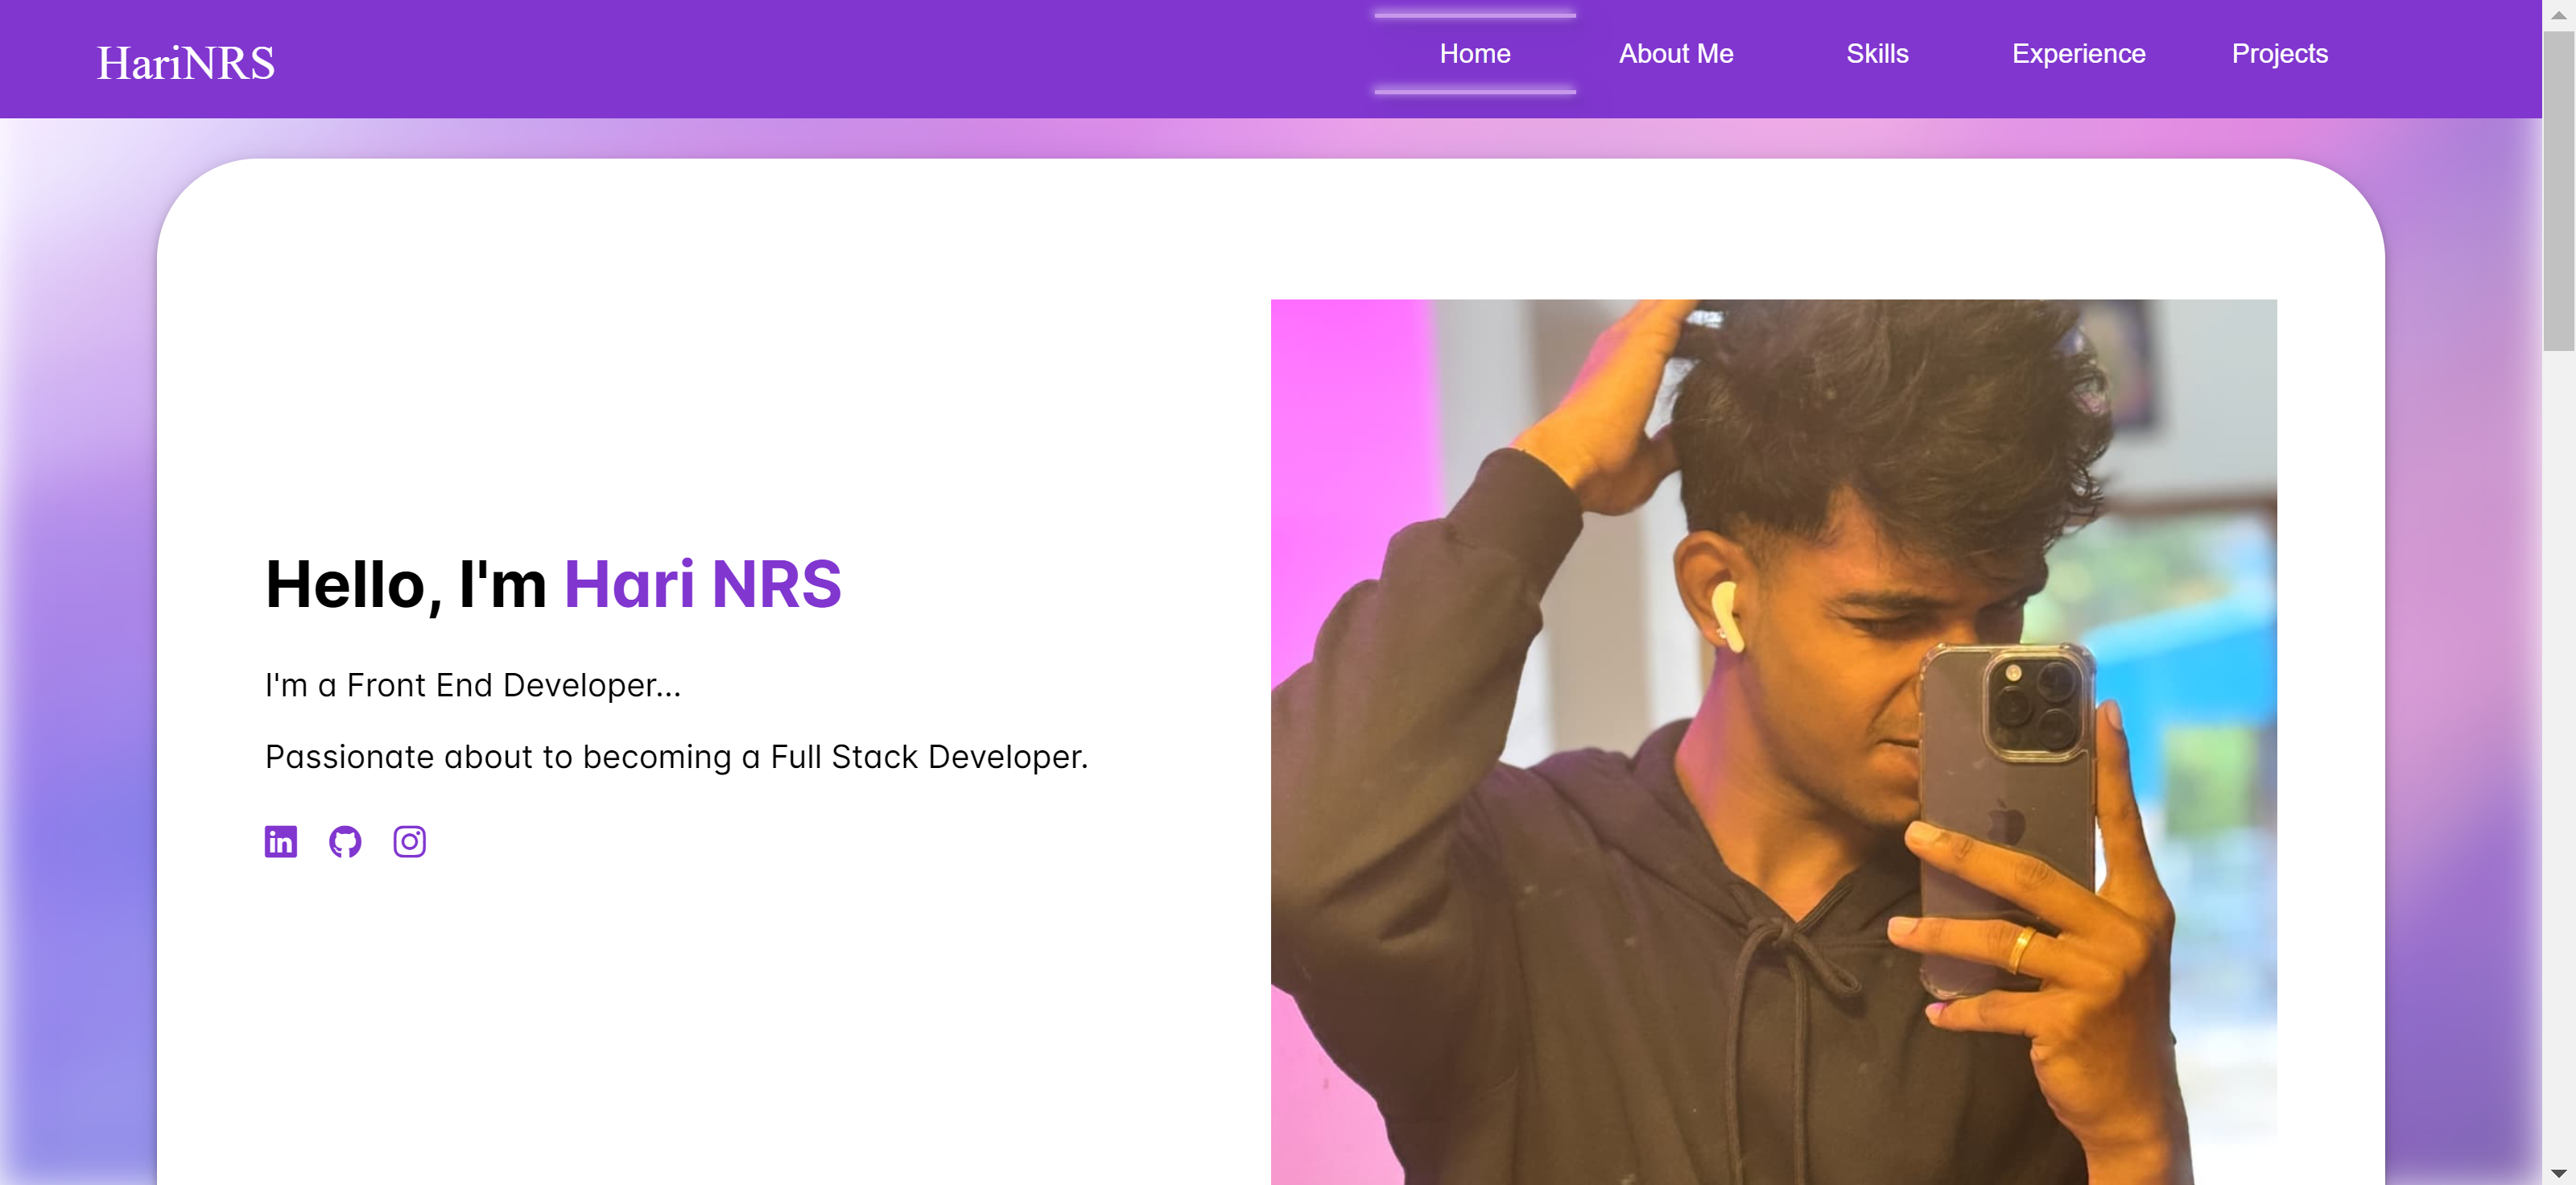 HariNRS
Home
About Me
Skills
Experience
Projects
Hello, I'm Hari NRS
I'm a Front End Developer...
Passionate about to becoming a Full Stack Developer.
in